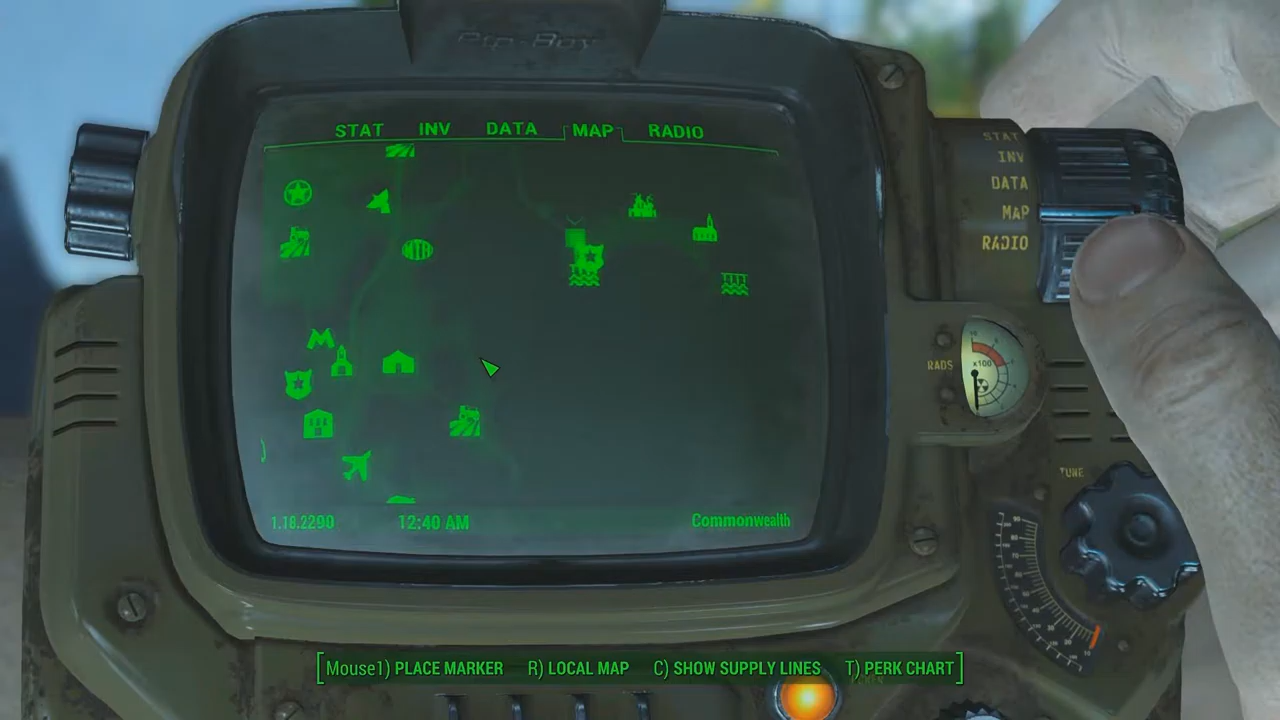 Pip-Boy
STAT INV DATA MAP RADIO
STAT
INV
DATA
MAP
RADIO
RADS
x100
TUNE
1.18.2290 12:40 AM Commonwealth
[Mouse1) PLACE MARKER R) LOCAL MAP C) SHOW SUPPLY LINES T) PERK CHART]